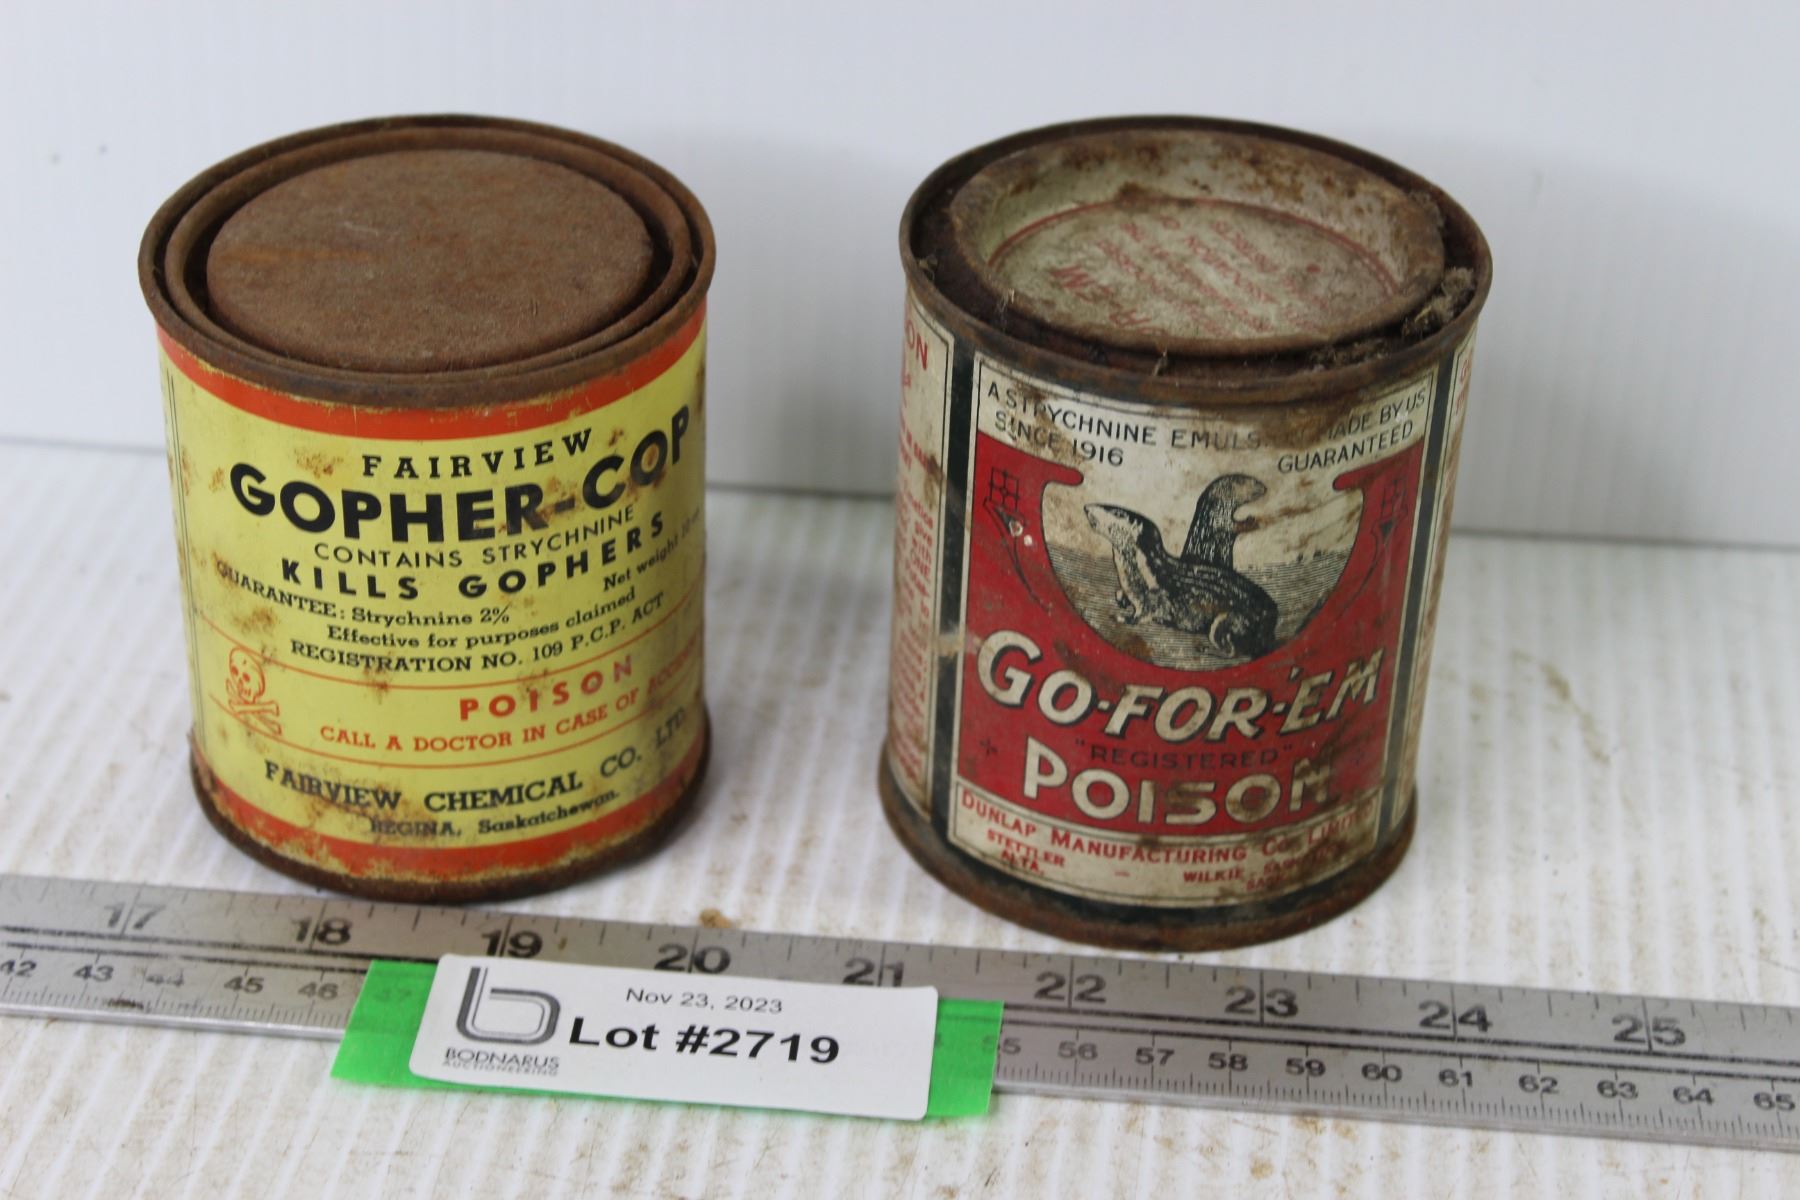 FAIRVIEW
GOPHER-COP
CONTAINS STRYCHNINE
KILLS GOPHERS
Net weight
GUARANTEE: Strychnine 2%
Effective for purposes claimed
REGISTRATION NO. 109 P.C.P. ACT
POISON
CALL A DOCTOR IN CASE OF
FAIRVIEW CHEMICAL CO. LTD.
REGINA, Saskatchewan.
A STRYCHNINE MADE BY US
SINCE 1916 GUARANTEED
GO-FOR-'EM
"REGISTERED"
POISON
DUNLAP MANUFACTURING CO. LIMITED
STETTLER
ALTA.
-
WILKIE
17 18 19 20 21 22 23 24 25
42 43 44 45 46 47 55 56 57 58 59 60 61 62 63 64 65
Nov 23, 2023
Lot #2719
BODNARUS
AUCTIONEERING